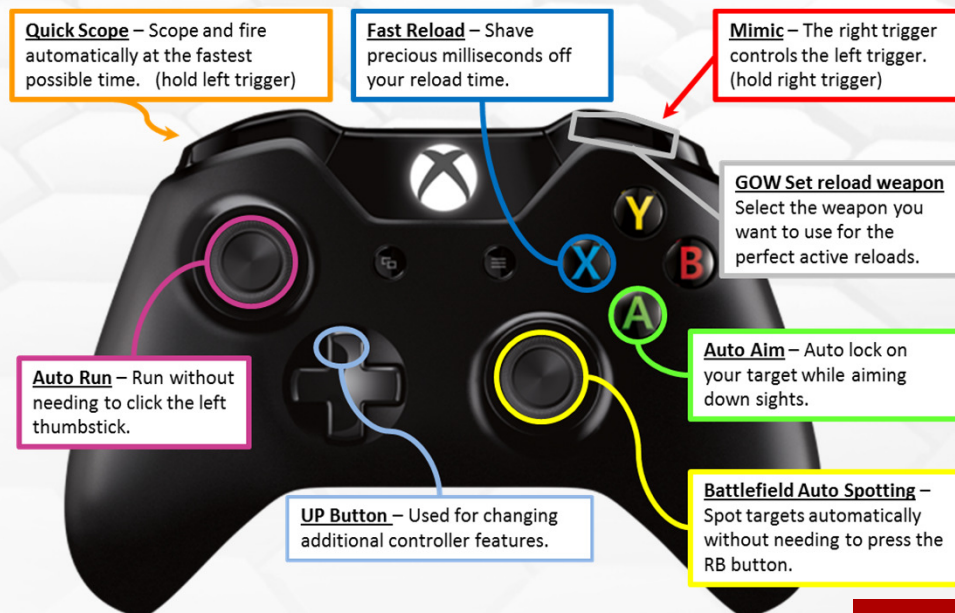 Quick Scope – Scope and fire
automatically at the fastest
possible time.   (hold left trigger)
Fast Reload – Shave
precious milliseconds off
your reload time.
Mimic – The right trigger
controls the left trigger.
(hold right trigger)
GOW Set reload weapon
Select the weapon you
want to use for the
perfect active reloads.
Y
X
B
A
Auto Run – Run without
needing to click the left
thumbstick.
Auto Aim – Auto lock on
your target while aiming
down sights.
UP Button – Used for changing
additional controller features.
Battlefield Auto Spotting –
Spot targets automatically
without needing to press the
RB button.